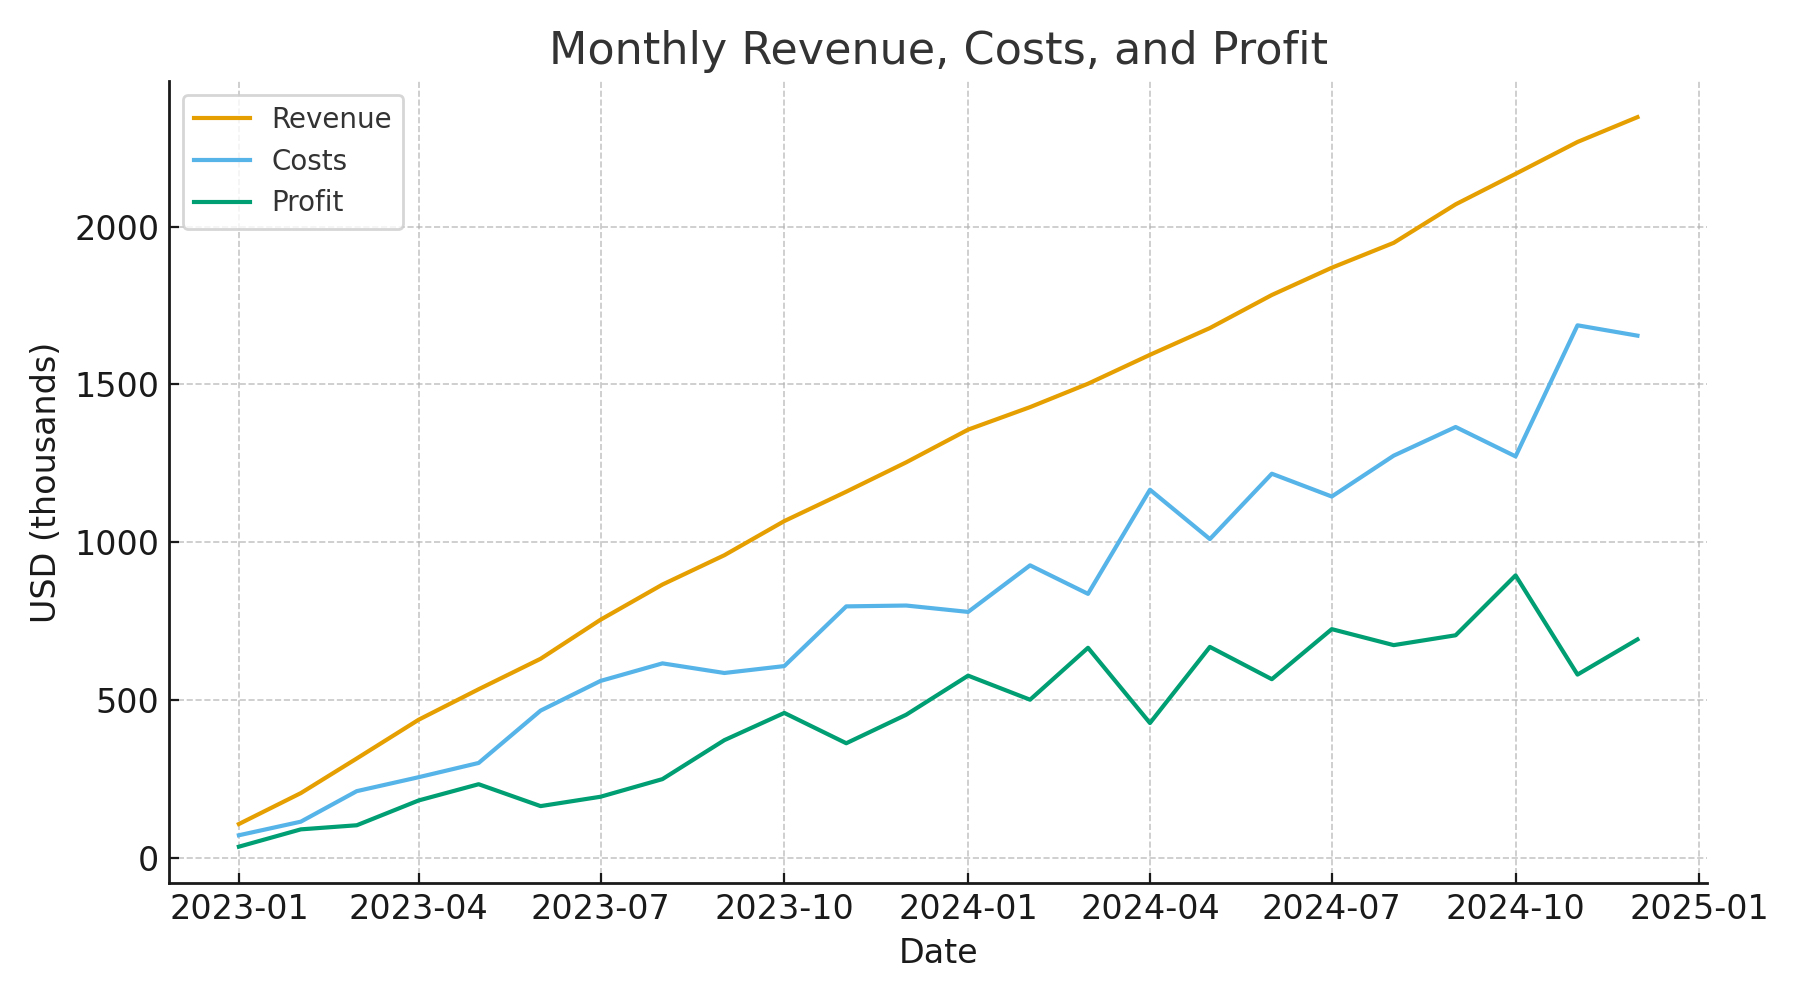 Monthly Revenue, Costs, and Profit
Revenue
Costs
Profit
USD (thousands)
2000
1500
1000
500
0
2023-01 2023-04 2023-07 2023-10 2024-01 2024-04 2024-07 2024-10 2025-01
Date